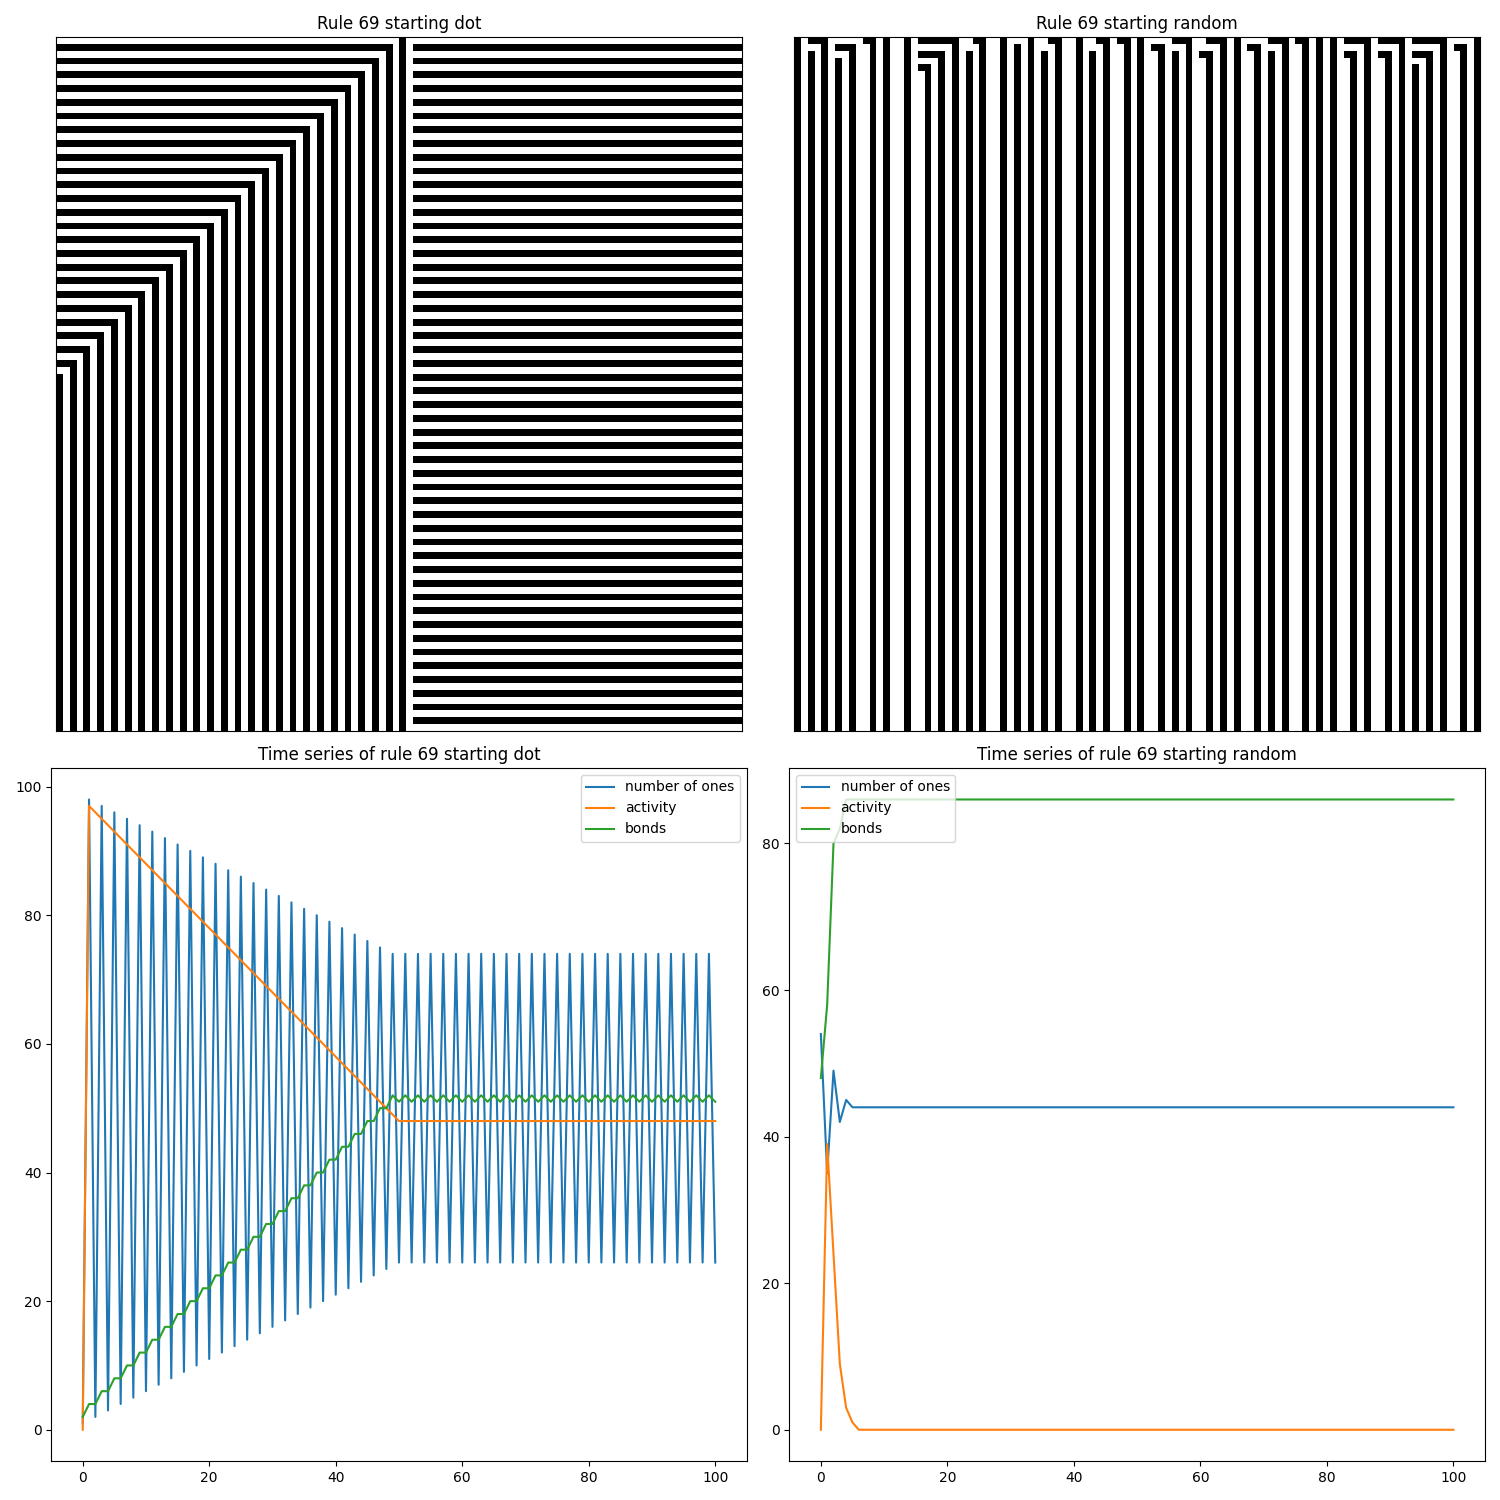 Rule 69 starting dot
Rule 69 starting random
Time series of rule 69 starting dot
100
80
60
40
20
0
0
20
40
60
80
100
number of ones
activity
bonds
Time series of rule 69 starting random
80
60
40
20
0
0
20
40
60
80
100
number of ones
activity
bonds